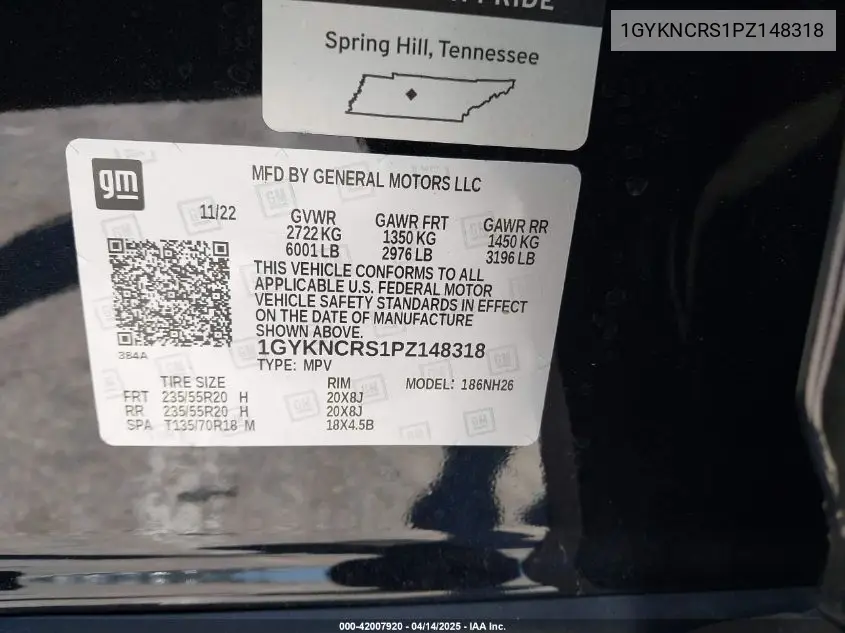 PRIDE
1GYKNCRS1PZ148318
Spring Hill, Tennessee
gm
MFD BY GENERAL MOTORS LLC
11/22
GVWR GAWR FRT GAWR RR
2722 KG 1350 KG 1450 KG
6001 LB 2976 LB 3196 LB
THIS VEHICLE CONFORMS TO ALL
APPLICABLE U.S. FEDERAL MOTOR
VEHICLE SAFETY STANDARDS IN EFFECT
ON THE DATE OF MANUFACTURE
SHOWN ABOVE.
384A
1GYKNCRS1PZ148318
TYPE: MPV
TIRE SIZE RIM MODEL: 186NH26
FRT 235/55R20 H 20X8J
RR 235/55R20 H 20X8J
SPA T135/70R18 M 18X4.5B
000-42007920 - 04/14/2025 - IAA Inc.